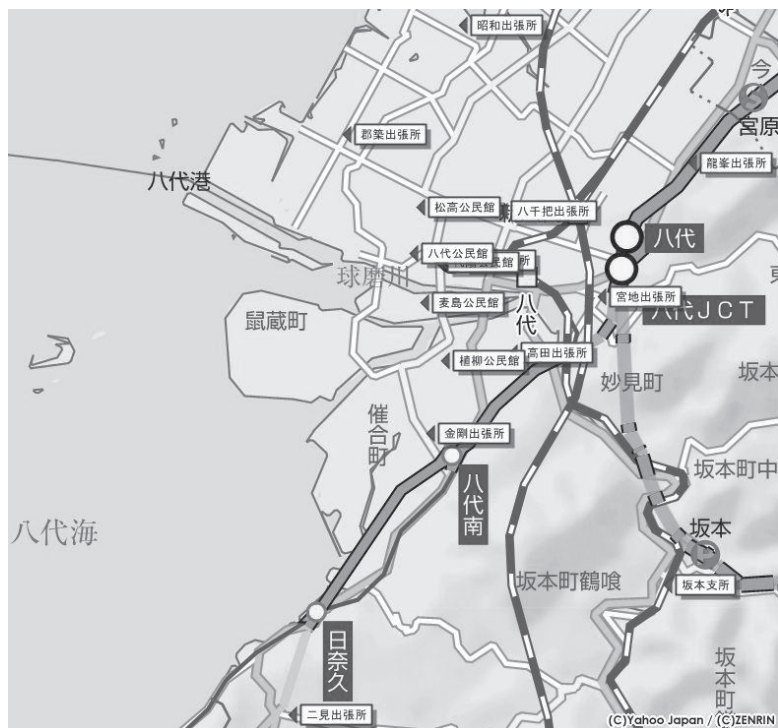 昭和出張所
今
宮原
郡築出張所
龍峯出張所
八代港
松高公民館
八千把出張所
八代
八代公民館
球磨川
宮地出張所
麦島公民館
八代
八代JCT
鼠蔵町
高田出張所
植柳公民館
妙見町
坂本
催合町
金剛出張所
坂本町中
八代南
八代海
坂本
坂本町鶴喰
坂本支所
日奈久
坂本町
二見出張所
(C)Yahoo Japan / (C)ZENRIN